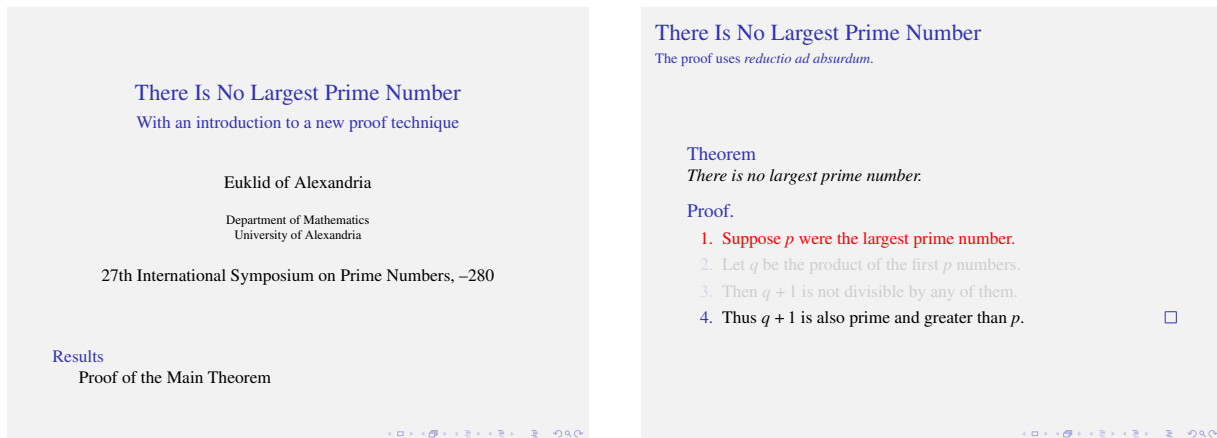 There Is No Largest Prime Number
With an introduction to a new proof technique
Euklid of Alexandria
Department of Mathematics
University of Alexandria
27th International Symposium on Prime Numbers, –280
Results
Proof of the Main Theorem
There Is No Largest Prime Number
The proof uses reductio ad absurdum.
Theorem
There is no largest prime number.
Proof.
1. Suppose p were the largest prime number.
2. Let q be the product of the first p numbers.
3. Then q + 1 is not divisible by any of them.
4. Thus q + 1 is also prime and greater than p.